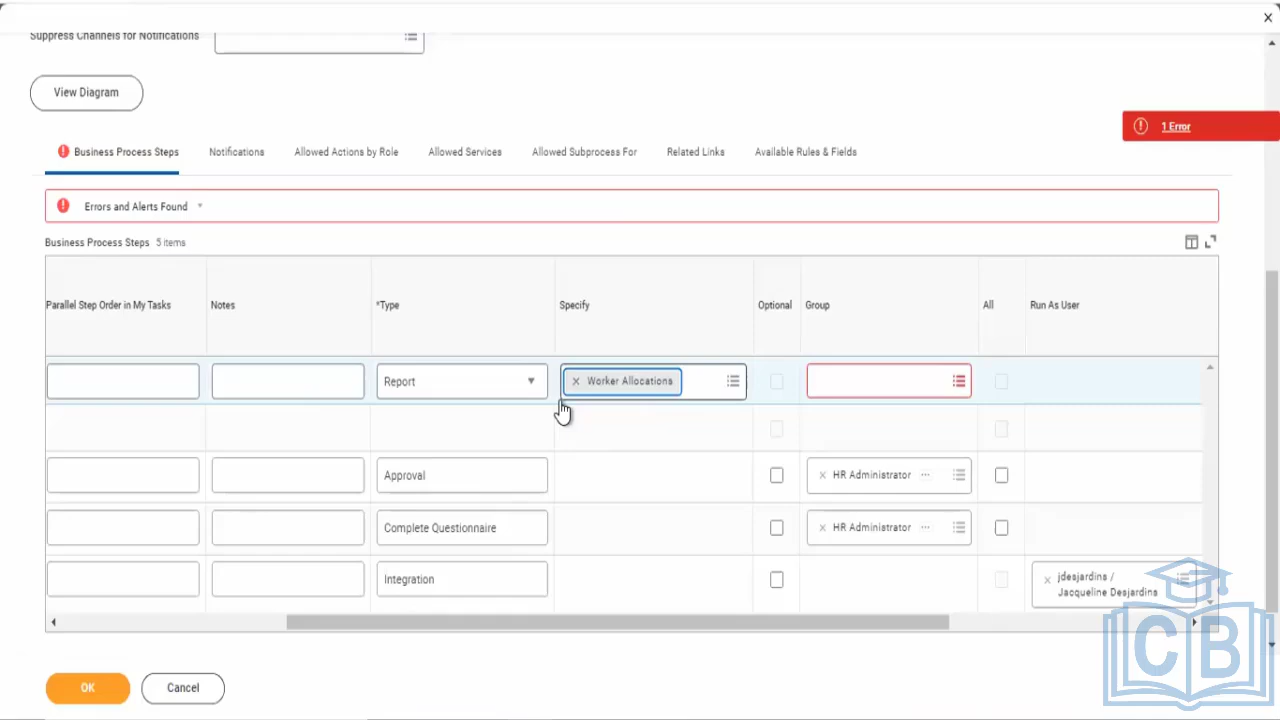 Suppress Channels for Notifications
View Diagram
1 Error
Business Process Steps
Notifications
Allowed Actions by Role
Allowed Services
Allowed Subprocess For
Related Links
Available Rules & Fields
Errors and Alerts Found
Business Process Steps 5 items
Parallel Step Order in My Tasks
Notes
*Type
Specify
Optional
Group
All
Run As User
Report
Worker Allocations
Approval
HR Administrator
Complete Questionnaire
HR Administrator
Integration
jdesjardins /
Jacqueline Desjardins
OK
Cancel
CB